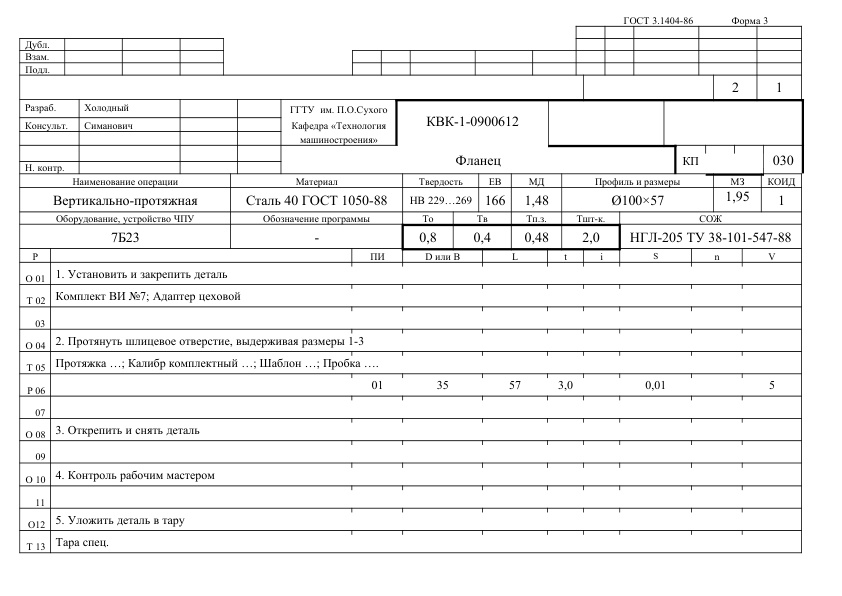 ГОСТ 3.1404-86 Форма 3
Дубл.
Взам.
Подл.
2 1
Разраб. Холодный ГГТУ им. П.О.Сухого КВК-1-0900612
Консульт. Симанович Кафедра «Технология
машиностроения»
Н. контр. Фланец КП 030
Наименование операции Материал Твердость ЕВ МД Профиль и размеры МЗ КОИД
Вертикально-протяжная Сталь 40 ГОСТ 1050-88 НВ 229…269 166 1,48 Ø100×57 1,95 1
Оборудование, устройство ЧПУ Обозначение программы То Тв Тп.з. Тшт-к. СОЖ
7Б23 - 0,8 0,4 0,48 2,0 НГЛ-205 ТУ 38-101-547-88
Р ПИ D или В L t i S n V
О 01 1. Установить и закрепить деталь
Т 02 Комплект ВИ №7; Адаптер цеховой
03
О 04 2. Протянуть шлицевое отверстие, выдерживая размеры 1-3
Т 05 Протяжка …; Калибр комплектный …; Шаблон …; Пробка ….
Р 06 01 35 57 3,0 0,01 5
07
О 08 3. Открепить и снять деталь
09
О 10 4. Контроль рабочим мастером
11
О12 5. Уложить деталь в тару
Т 13 Тара спец.